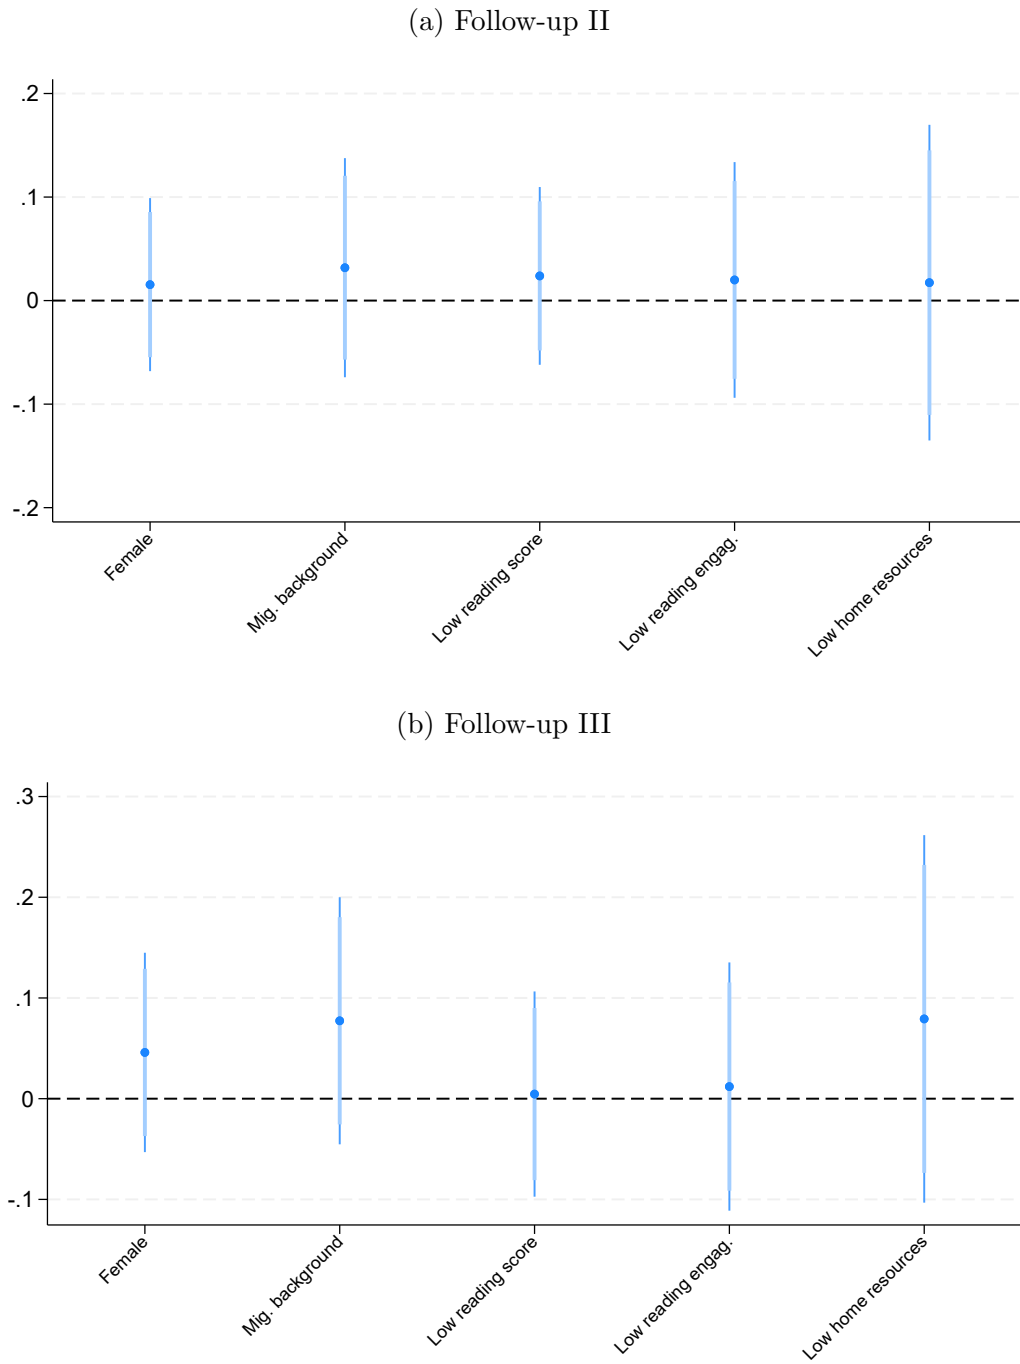 (a) Follow-up II
.2
.1
0
-.1
-.2
Female
Mig. background
Low reading score
Low reading engag.
Low home resources
(b) Follow-up III
.3
.2
.1
0
-.1
Female
Mig. background
Low reading score
Low reading engag.
Low home resources